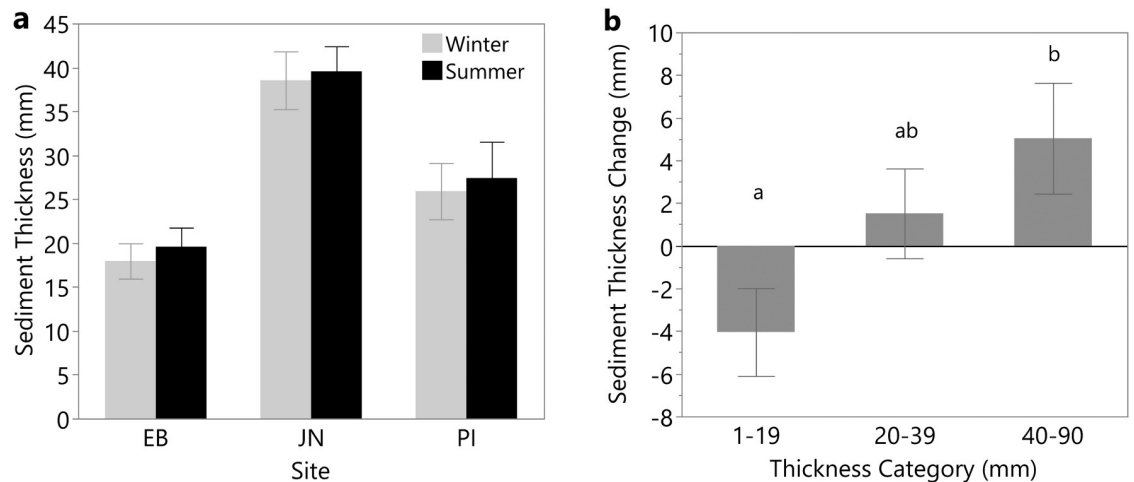 a
45
40
35
30
25
20
15
10
5
0
Sediment Thickness (mm)
Winter
Summer
EB JN PI
Site
b
10
8
6
4
2
0
-2
-4
-6
-8
Sediment Thickness Change (mm)
a
ab
b
1-19 20-39 40-90
Thickness Category (mm)